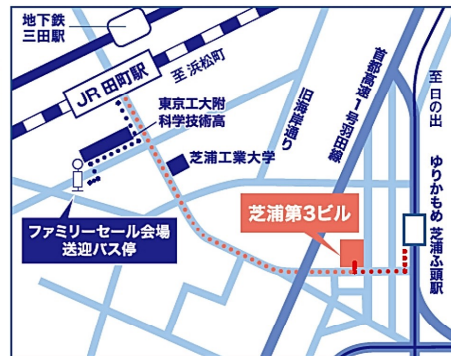 地下鉄
三田駅
JR田町駅
至浜松町
東京工大附
科学技術高
芝浦工業大学
旧海岸通り
首都高速1号羽田線
至日の出
ゆりかもめ 芝浦ふ頭駅
芝浦第3ビル
ファミリーセール会場
送迎バス停